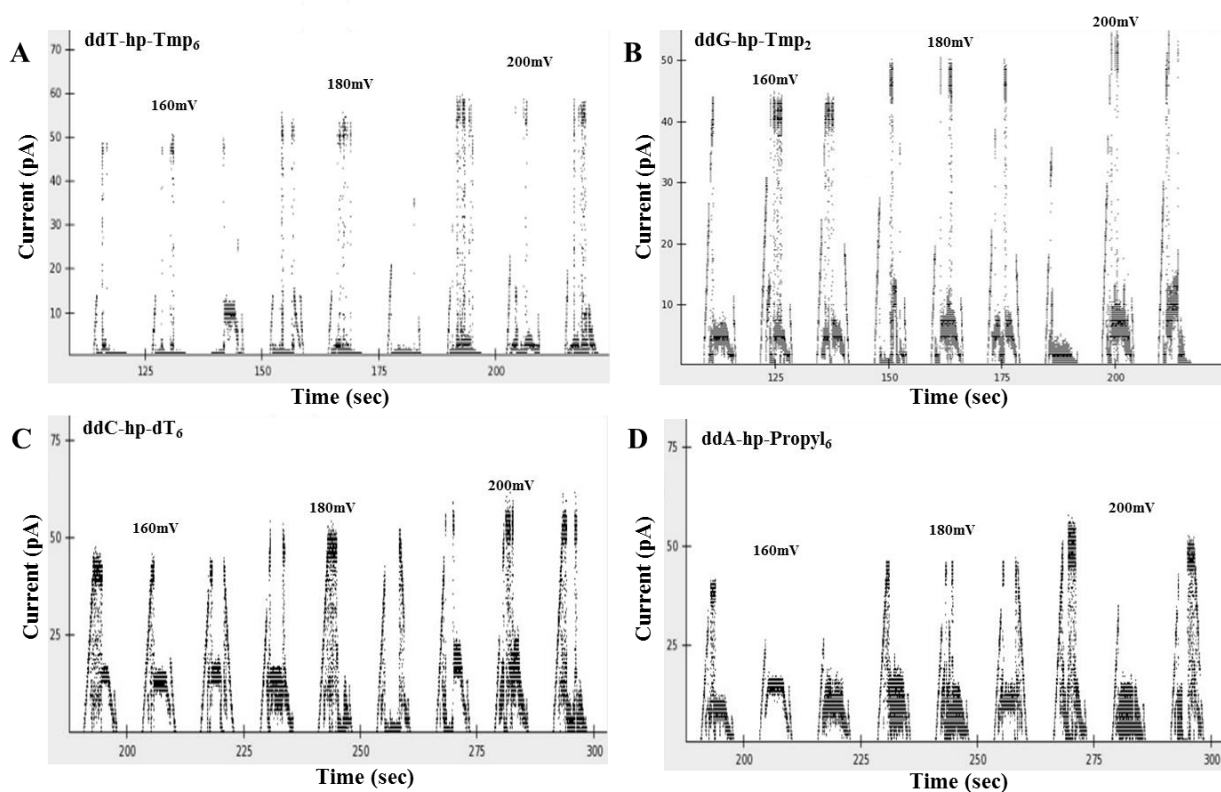 A
ddT-hp-Tmp6
160mV
180mV
200mV
Current (pA)
70
60
50
40
30
20
10
125
150
175
200
Time (sec)
B
ddG-hp-Tmp2
160mV
180mV
200mV
Current (pA)
50
40
30
20
10
125
150
175
200
Time (sec)
C
ddC-hp-dT6
160mV
180mV
200mV
Current (pA)
75
50
25
200
225
250
275
300
Time (sec)
D
ddA-hp-Propyl6
160mV
180mV
200mV
Current (pA)
75
50
25
200
225
250
275
300
Time (sec)